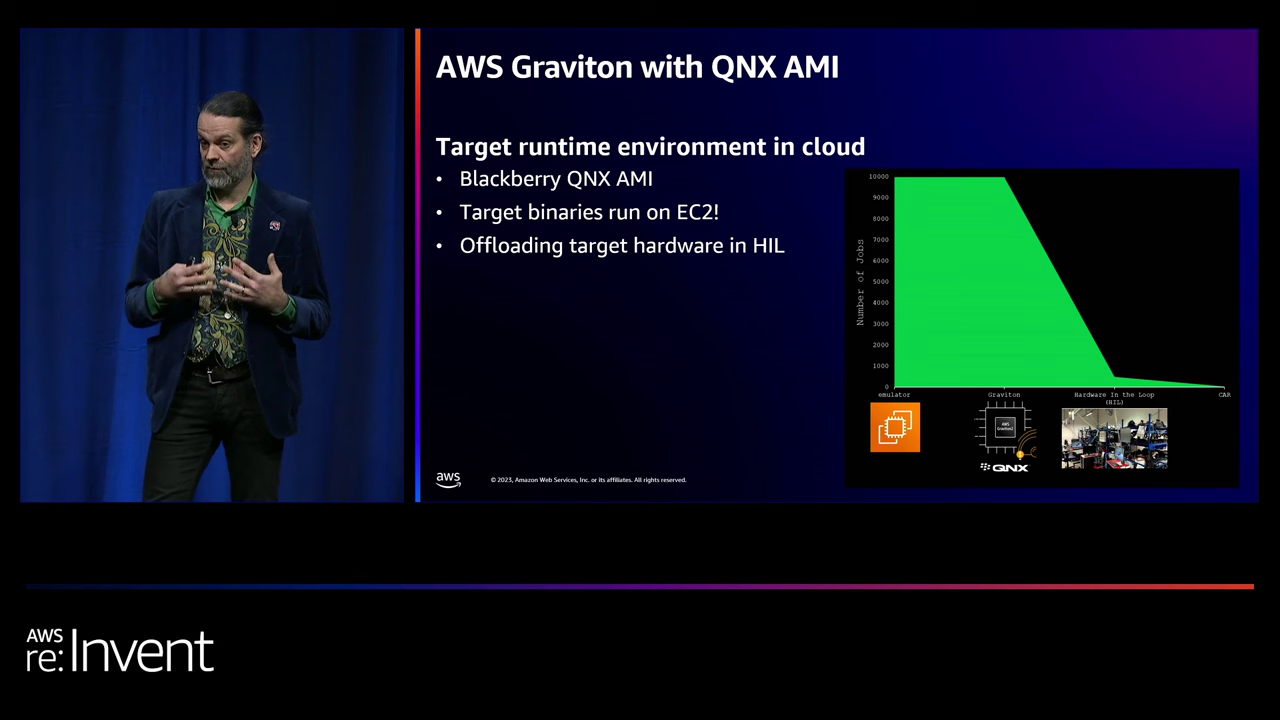 AWS Graviton with QNX AMI
Target runtime environment in cloud
• Blackberry QNX AMI
• Target binaries run on EC2!
• Offloading target hardware in HIL
Number of Jobs
10000
9000
8000
7000
6000
5000
4000
3000
2000
1000
0
emulator
Graviton
Hardware In the Loop
(HIL)
CAR
AWS
Graviton2
QNX
aws
© 2023, Amazon Web Services, Inc. or its affiliates. All rights reserved.
AWS
re:Invent